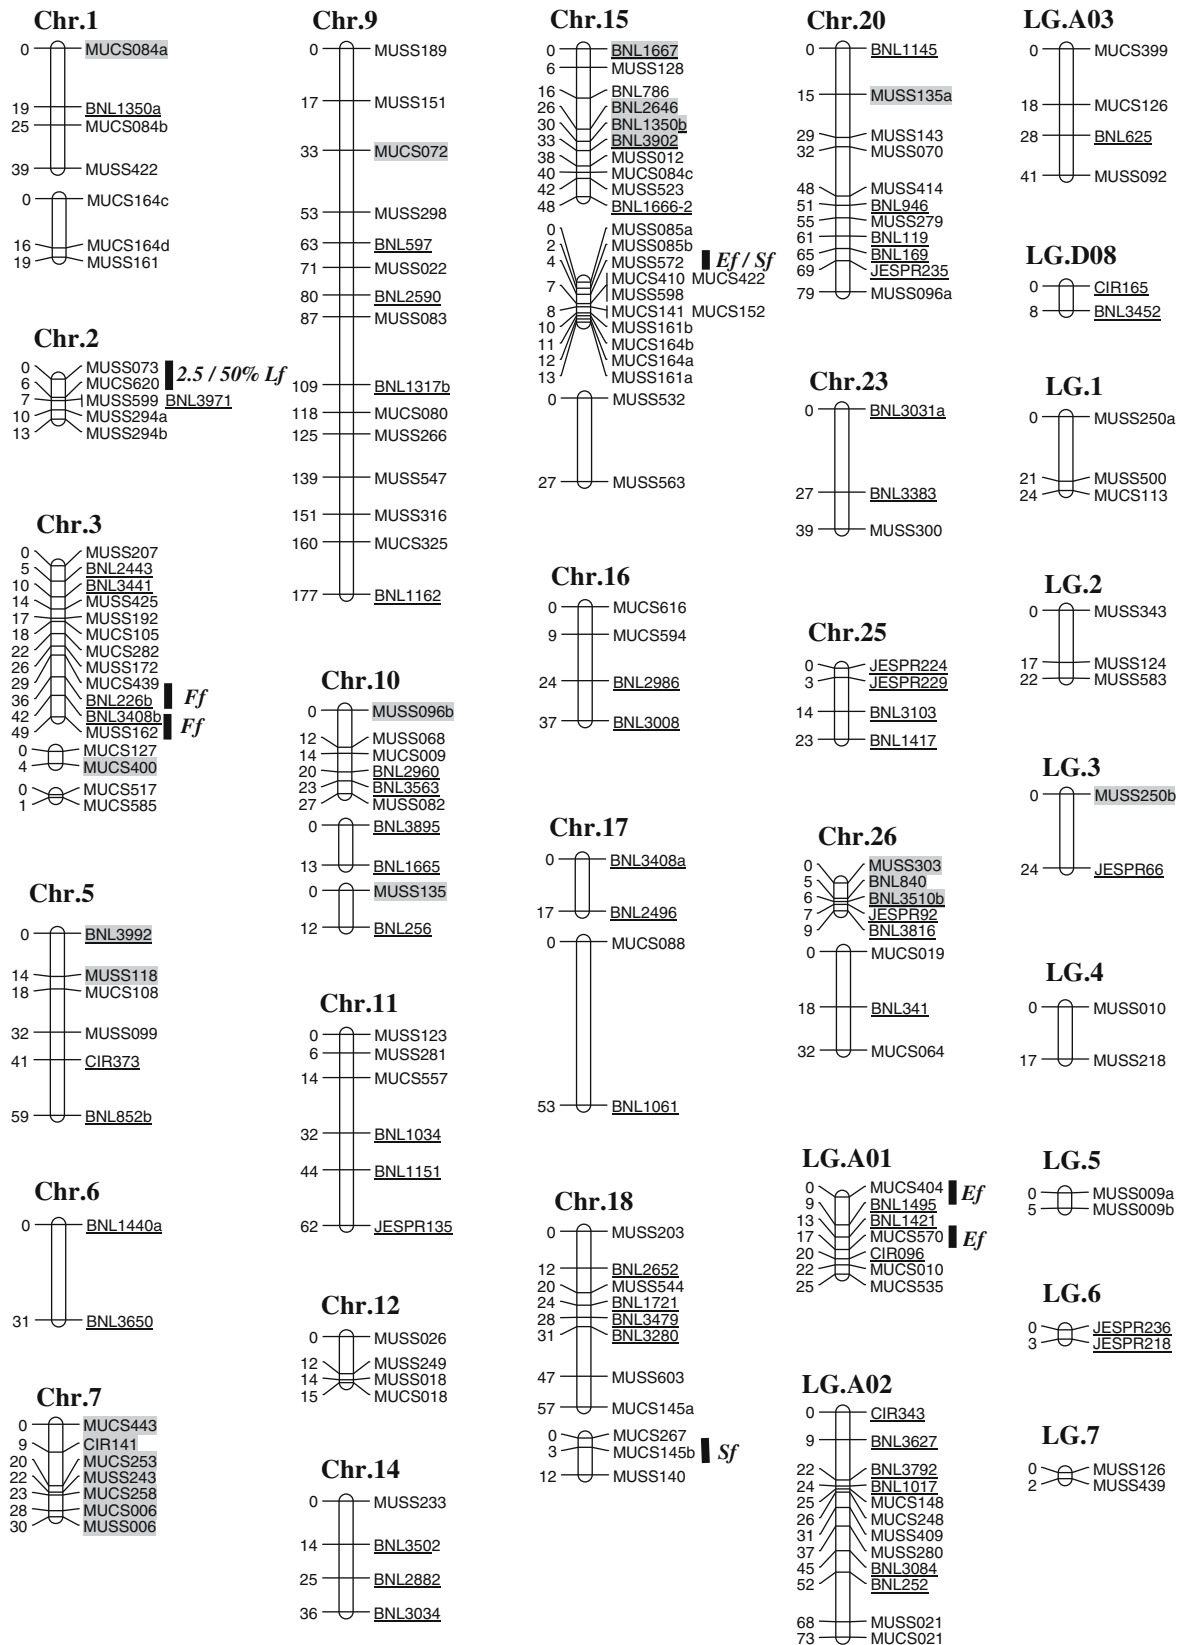 Chr.1
0 MUCS084a
19 BNL1350a
25 MUCS084b
39 MUSS422
0 MUCS164c
16 MUCS164d
19 MUSS161
Chr.2
0 MUSS073
6 MUCS620
2.5 / 50% Lf
7 MUSS599 BNL3971
10 MUSS294a
13 MUSS294b
Chr.3
0 MUSS207
5 BNL2443
10 BNL3441
14 MUSS425
17 MUSS192
18 MUCS105
22 MUCS282
26 MUSS172
29 MUCS439
36 BNL226b Ff
42 BNL3408b
49 MUSS162 Ff
0 MUCS127
4 MUCS400
0 MUCS517
1 MUCS585
Chr.5
0 BNL3992
14 MUSS118
18 MUCS108
32 MUSS099
41 CIR373
59 BNL852b
Chr.6
0 BNL1440a
31 BNL3650
Chr.7
0 MUCS443
9 CIR141
20 MUCS253
22 MUSS243
23 MUCS258
28 MUCS006
30 MUSS006
Chr.9
0 MUSS189
17 MUSS151
33 MUCS072
53 MUSS298
63 BNL597
71 MUSS022
80 BNL2590
87 MUSS083
109 BNL1317b
118 MUCS080
125 MUSS266
139 MUSS547
151 MUSS316
160 MUCS325
177 BNL1162
Chr.10
0 MUSS096b
12 MUSS068
14 MUCS009
20 BNL2960
23 BNL3563
27 MUSS082
0 BNL3895
13 BNL1665
0 MUSS135
12 BNL256
Chr.11
0 MUSS123
6 MUSS281
14 MUCS557
32 BNL1034
44 BNL1151
62 JESPR135
Chr.12
0 MUSS026
12 MUSS249
14 MUSS018
15 MUCS018
Chr.14
0 MUSS233
14 BNL3502
25 BNL2882
36 BNL3034
Chr.15
0 BNL1667
6 MUSS128
16 BNL786
26 BNL2646
30 BNL1350b
33 BNL3902
38 MUSS012
40 MUCS084c
42 MUSS523
48 BNL1666-2
0 MUSS085a
2 MUSS085b
4 MUSS572 Ef / Sf
MUCS410 MUCS422
7 MUSS598
8 MUCS141 MUCS152
10 MUSS161b
11 MUCS164b
12 MUCS164a
13 MUSS161a
0 MUSS532
27 MUSS563
Chr.16
0 MUCS616
9 MUCS594
24 BNL2986
37 BNL3008
Chr.17
0 BNL3408a
17 BNL2496
0 MUCS088
53 BNL1061
Chr.18
0 MUSS203
12 BNL2652
20 MUSS544
24 BNL1721
28 BNL3479
31 BNL3280
47 MUSS603
57 MUCS145a
0 MUCS267
3 MUCS145b Sf
12 MUSS140
Chr.20
0 BNL1145
15 MUSS135a
29 MUSS143
32 MUSS070
48 MUSS414
51 BNL946
55 MUSS279
61 BNL119
65 BNL169
69 JESPR235
79 MUSS096a
Chr.23
0 BNL3031a
27 BNL3383
39 MUSS300
Chr.25
0 JESPR224
3 JESPR229
14 BNL3103
23 BNL1417
Chr.26
0 MUSS303
5 BNL840
6 BNL3510b
7 JESPR92
9 BNL3816
0 MUCS019
18 BNL341
32 MUCS064
LG.A01
0 MUCS404 Ef
9 BNL1495
13 BNL1421
17 MUCS570 Ef
20 CIR096
22 MUCS010
25 MUCS535
LG.A02
0 CIR343
9 BNL3627
22 BNL3792
24 BNL1017
25 MUCS148
26 MUCS248
31 MUSS409
37 MUSS280
45 BNL3084
52 BNL252
68 MUSS021
73 MUCS021
LG.A03
0 MUCS399
18 MUCS126
28 BNL625
41 MUSS092
LG.D08
0 CIR165
8 BNL3452
LG.1
0 MUSS250a
21 MUSS500
24 MUCS113
LG.2
0 MUSS343
17 MUSS124
22 MUSS583
LG.3
0 MUSS250b
24 JESPR66
LG.4
0 MUSS010
17 MUSS218
LG.5
0 MUSS009a
5 MUSS009b
LG.6
0 JESPR236
3 JESPR218
LG.7
0 MUSS126
2 MUSS439